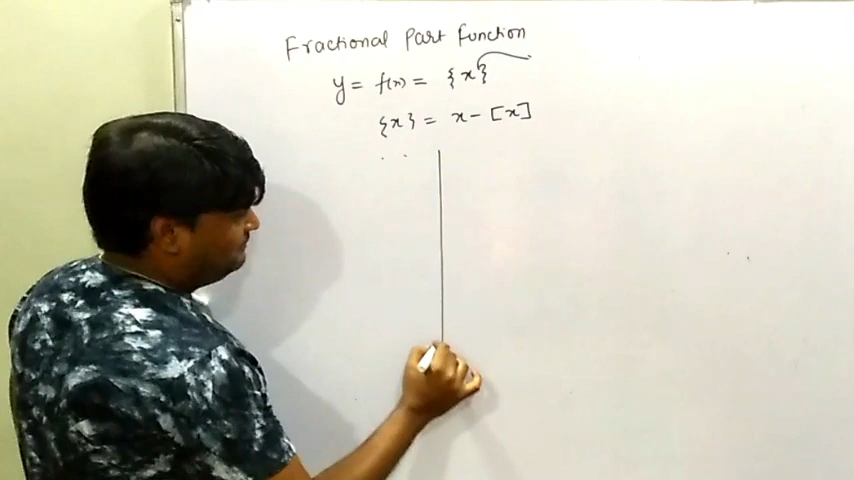 Fractional Part Function
y = f(x) = {x}
{x} = x - [x]